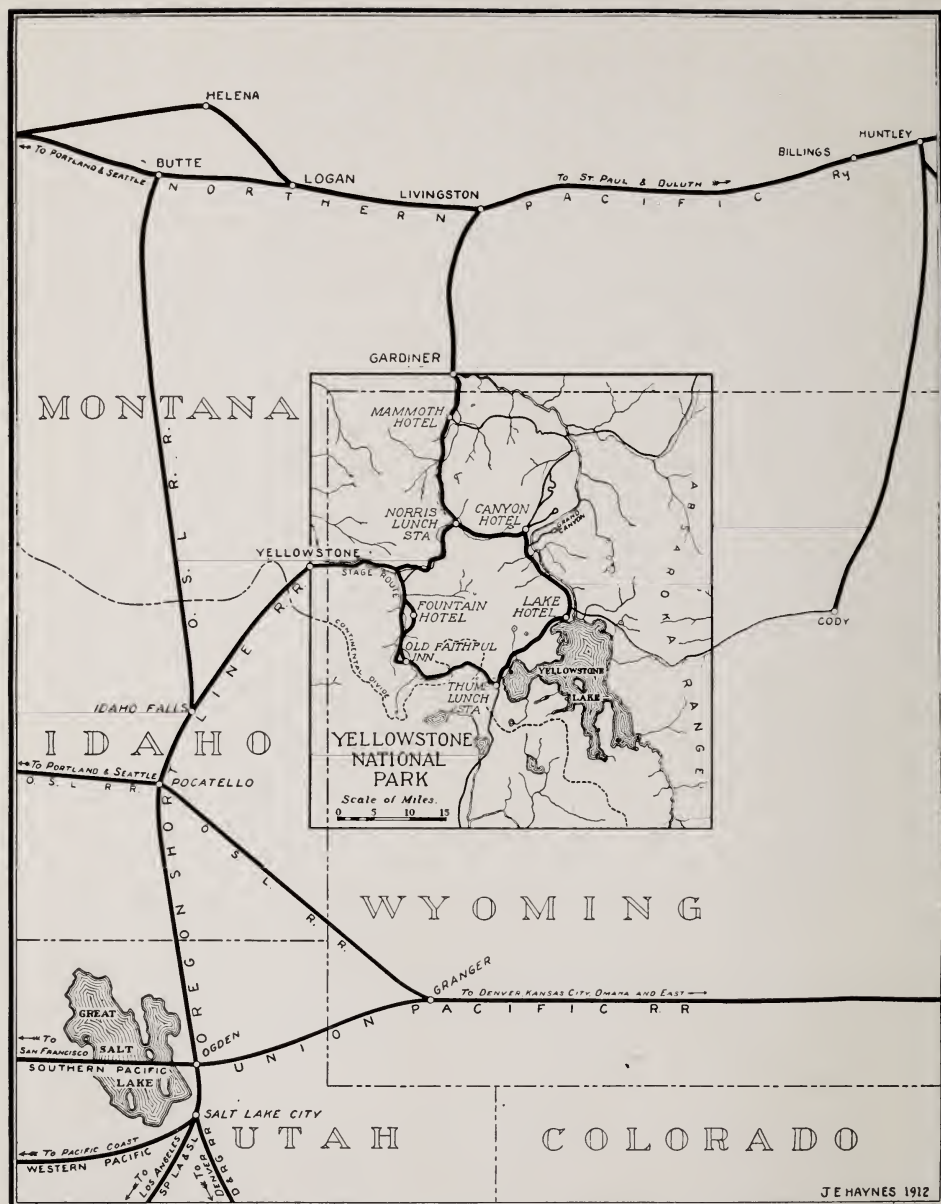 HELENA
HUNTLEY
BILLINGS
To PORTLAND & SEATTLE
BUTTE
LOGAN
LIVINGSTON
To ST. PAUL & DULUTH
NORTHERN PACIFIC Ry
GARDINER
MONTANA
MAMMOTH
HOTEL
O.S.L.R.R.
NORRIS
LUNCH
STA
CANYON
HOTEL
GRAND
CANYON
ABSAROKA RANGE
YELLOWSTONE
STAGE ROUTE
FOUNTAIN
HOTEL
LAKE
HOTEL
CODY
CONTINENTAL DIVIDE
OLD FAITHFUL
INN
YELLOWSTONE
LAKE
THUM
LUNCH
STA
IDAHO FALLS
IDAHO
YELLOWSTONE
NATIONAL
PARK
Scale of Miles.
0 5 10 15
To PORTLAND & SEATTLE
O.S.L RR.
POCATELLO
OREGON SHORT LINE R.R.
O S L R. R.
WYOMING
GRANGER
To DENVER, KANSAS CITY, OMAHA AND EAST
UNION PACIFIC R R
GREAT
SALT
LAKE
OGDEN
To
SAN FRANCISCO
SOUTHERN PACIFIC
SALT LAKE CITY
To PACIFIC COAST
WESTERN PACIFIC
To
LOS ANGELES
SP LA & SL
To
DENVER
D & RG RR
UTAH
COLORADO
J E HAYNES 1912